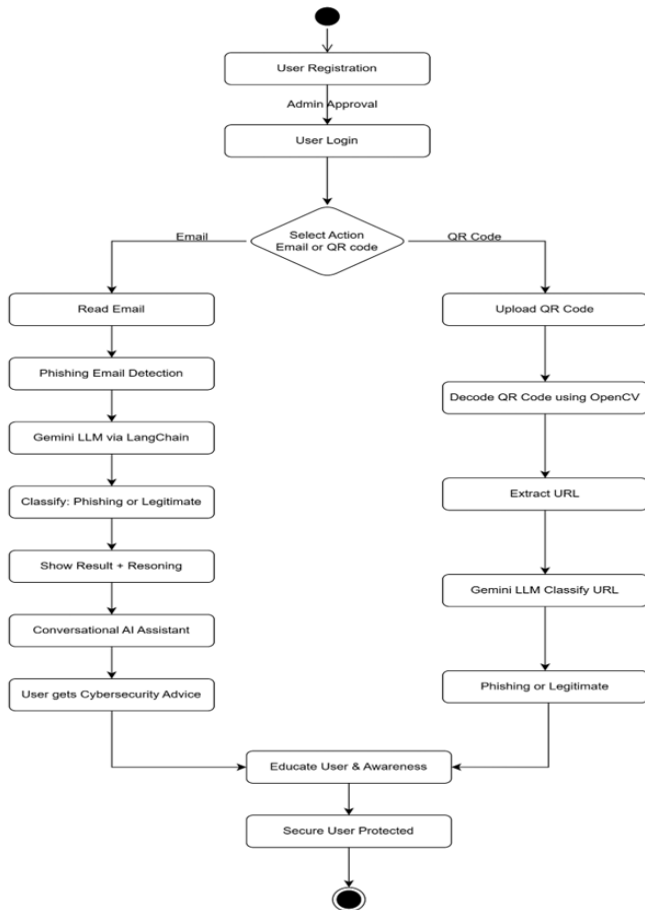 User Registration
Admin Approval
User Login
Select Action
Email or QR code
Email
QR Code
Read Email
Phishing Email Detection
Gemini LLM via LangChain
Classify: Phishing or Legitimate
Show Result + Resoning
Conversational AI Assistant
User gets Cybersecurity Advice
Upload QR Code
Decode QR Code using OpenCV
Extract URL
Gemini LLM Classify URL
Phishing or Legitimate
Educate User & Awareness
Secure User Protected